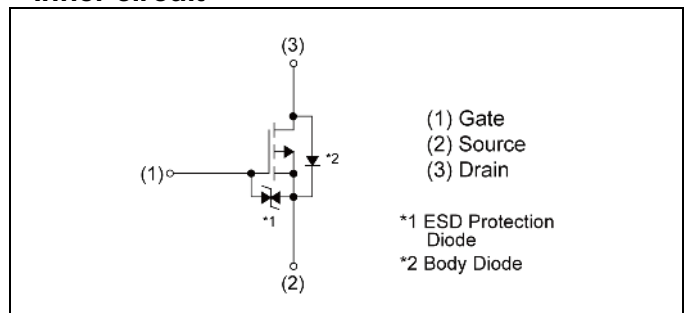 Inner circuit
(3)
(1)
*2
*1
(2)
(1) Gate
(2) Source
(3) Drain
*1 ESD Protection
Diode
*2 Body Diode